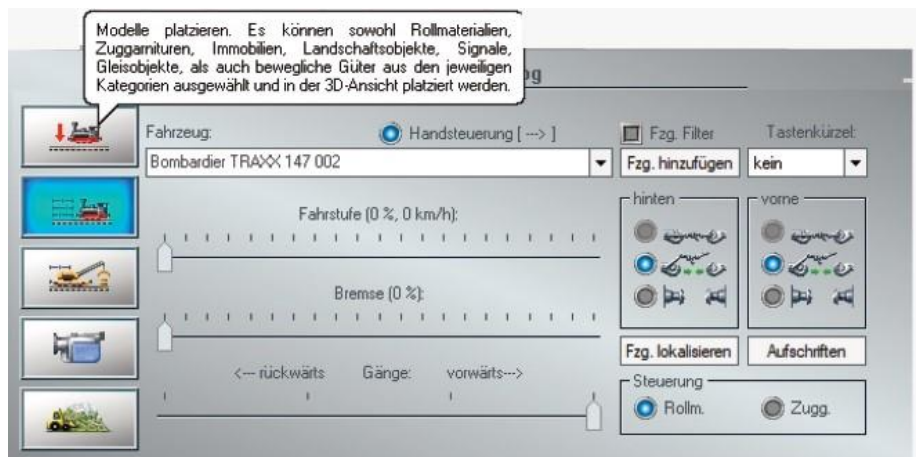 Modelle platzieren. Es können sowohl Rollmaterialien,
Zuggarnituren, Immobilien, Landschaftsobjekte, Signale,
Gleisobjekte, als auch bewegliche Güter aus den jeweiligen
Kategorien ausgewählt und in der 3D-Ansicht platziert werden.
Fahrzeug:
Handsteuerung [ ---> ]
Fzg. Filter
Tastenkürzel:
Bombardier TRAXX 147 002
Fzg. hinzufügen
kein
hinten
vorne
Fahrstufe (0 %, 0 km/h):
Bremse (0 %):
Fzg. lokalisieren
Aufschriften
<--- rückwärts
Gänge:
vorwärts--->
Steuerung
Rollm.
Zugg.